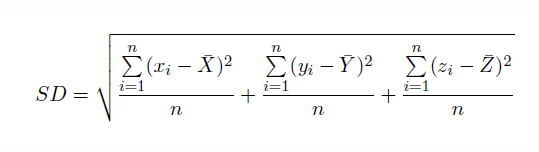 SD = \sqrt{\frac{\sum_{i=1}^{n}(x_i - \bar{X})^2}{n} + \frac{\sum_{i=1}^{n}(y_i - \bar{Y})^2}{n} + \frac{\sum_{i=1}^{n}(z_i - \bar{Z})^2}{n}}